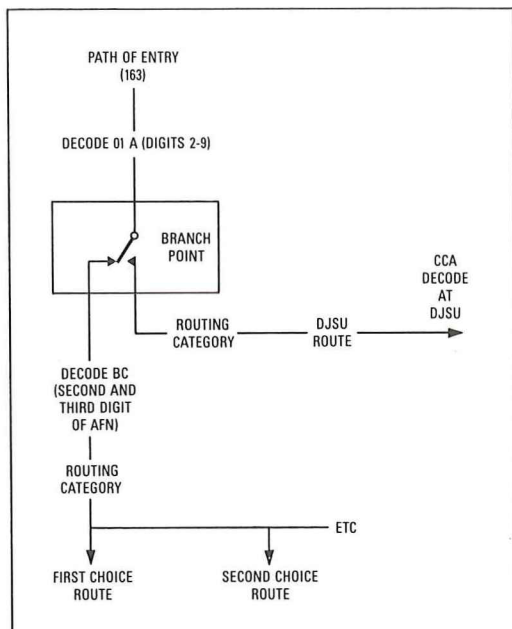 PATH OF ENTRY
(163)
DECODE 01 A (DIGITS 2-9)
BRANCH
POINT
CCA
DECODE
AT
DJSU
ROUTING
CATEGORY
DJSU
ROUTE
DECODE BC
(SECOND AND
THIRD DIGIT
OF AFN)
ROUTING
CATEGORY
ETC
FIRST CHOICE
ROUTE
SECOND CHOICE
ROUTE